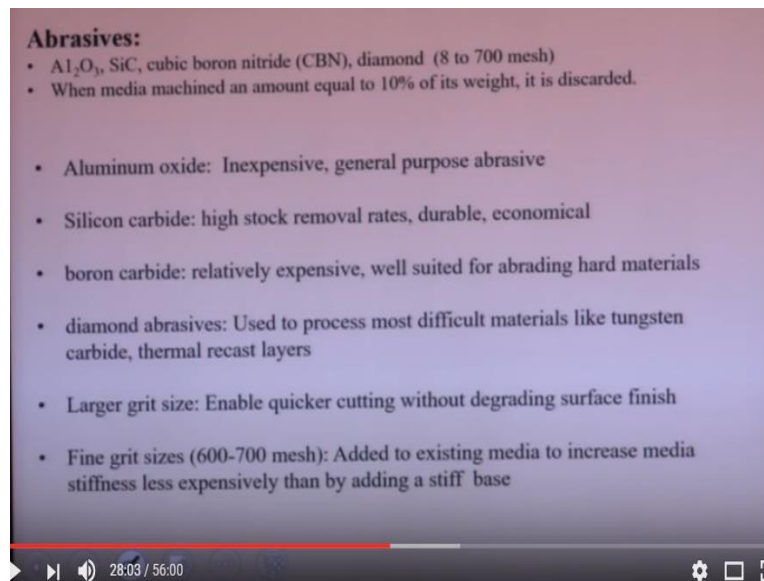 Abrasives:
• Al₂O₃, SiC, cubic boron nitride (CBN), diamond (8 to 700 mesh)
• When media machined an amount equal to 10% of its weight, it is discarded.
• Aluminum oxide: Inexpensive, general purpose abrasive
• Silicon carbide: high stock removal rates, durable, economical
• boron carbide: relatively expensive, well suited for abrading hard materials
• diamond abrasives: Used to process most difficult materials like tungsten
carbide, thermal recast layers
• Larger grit size: Enable quicker cutting without degrading surface finish
• Fine grit sizes (600-700 mesh): Added to existing media to increase media
stiffness less expensively than by adding a stiff base
28:03 / 56:00